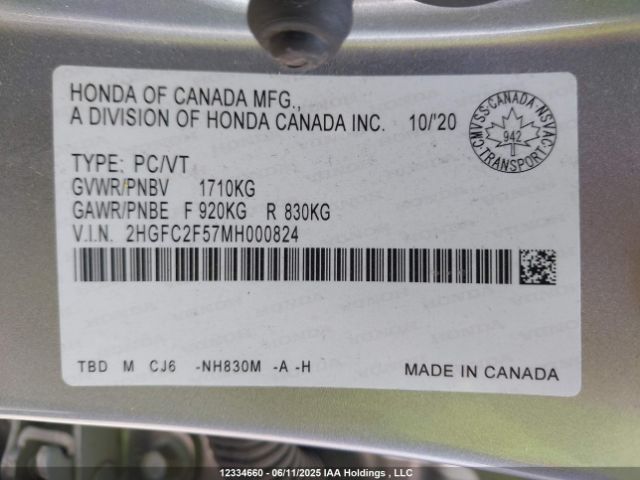 HONDA OF CANADA MFG.,
A DIVISION OF HONDA CANADA INC. 10/'20
CMVSS · CANADA · NSVAC · TRANSPORT
942
TYPE: PC/VT
GVWR/PNBV 1710KG
GAWR/PNBE F 920KG R 830KG
V.I.N. 2HGFC2F57MH000824
TBD M CJ6 -NH830M -A -H
MADE IN CANADA
12334660 - 06/11/2025 IAA Holdings , LLC